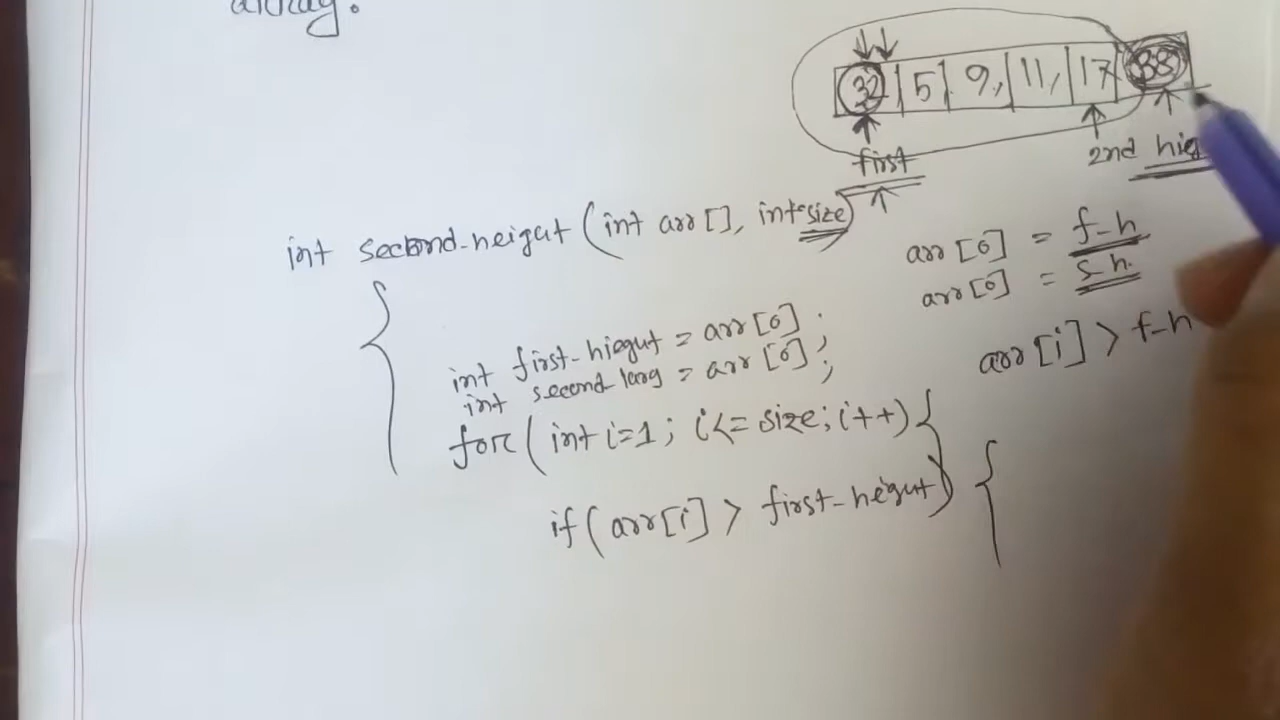 array.
32 | 5 | 9, | 11, | 17 | 38
first
2nd hig
int second-heigut (int arr [], int size)
arr [0] = f-h
arr [0] = s h.
int first-hiegut = arr [0] ;
int second larg = arr [0] ;
arr [i] > f-h
for ( int i=1 ; i<= size; i++) {
if ( arr [i] > first-heigut) {
{